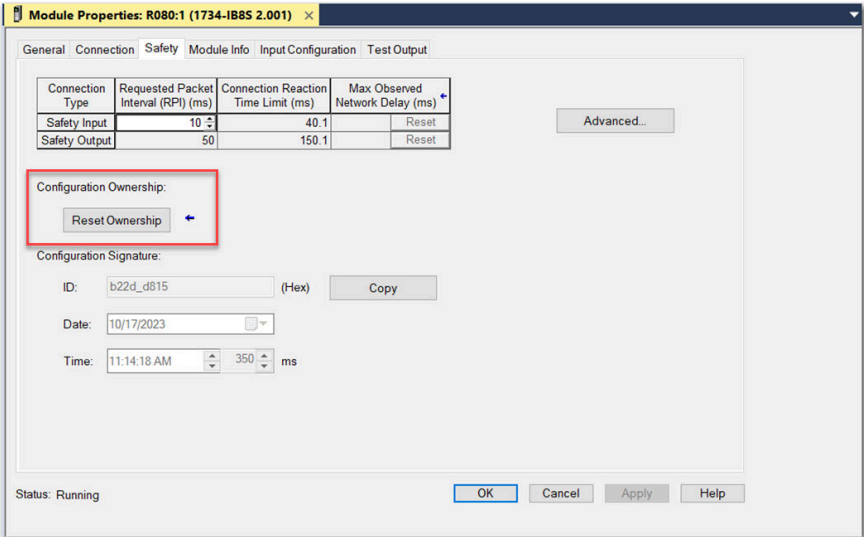 Module Properties: R080:1 (1734-IB8S 2.001)
General Connection Safety Module Info Input Configuration Test Output
Connection Type Requested Packet Interval (RPI) (ms) Connection Reaction Time Limit (ms) Max Observed Network Delay (ms)
Safety Input 10 40.1 Reset
Safety Output 50 150.1 Reset
Advanced...
Configuration Ownership:
Reset Ownership
Configuration Signature:
ID: b22d_d815 (Hex) Copy
Date: 10/17/2023
Time: 11:14:18 AM 350 ms
Status: Running OK Cancel Apply Help